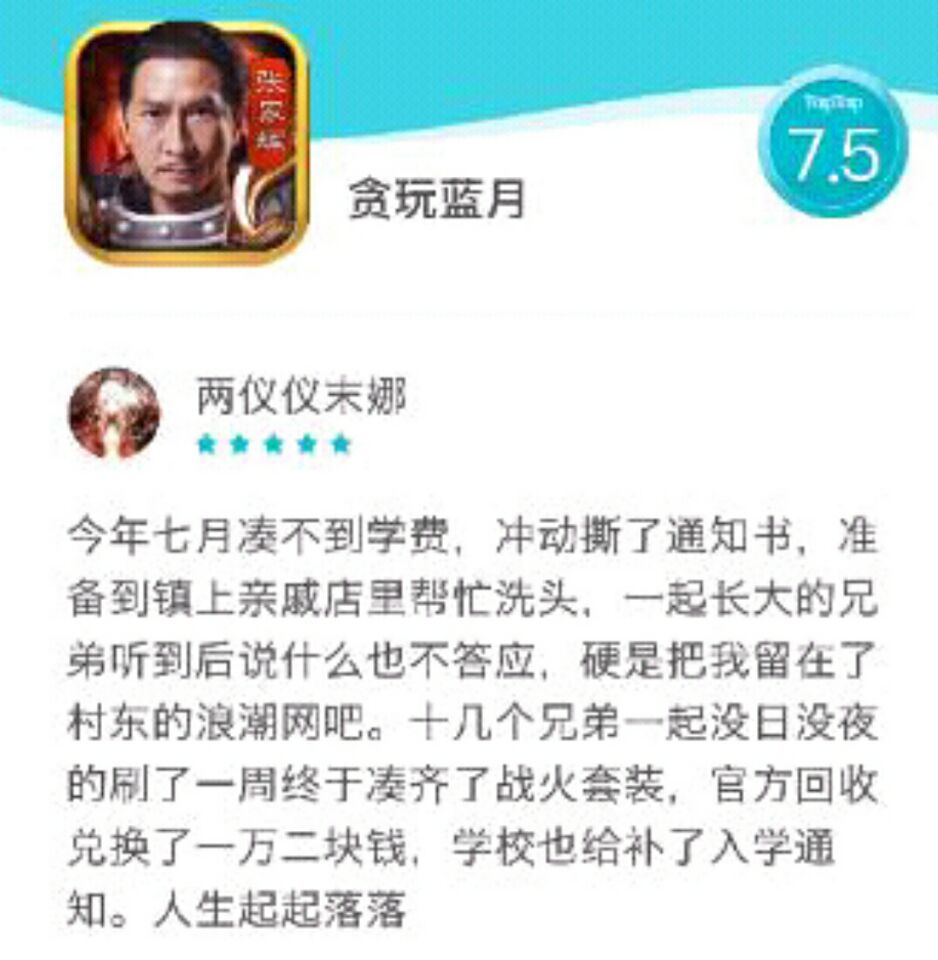 张家辉
TapTap
7.5
贪玩蓝月
两仪仪末娜
今年七月凑不到学费，冲动撕了通知书，准
备到镇上亲戚店里帮忙洗头，一起长大的兄
弟听到后说什么也不答应，硬是把我留在了
村东的浪潮网吧。十几个兄弟一起没日没夜
的刷了一周终于凑齐了战火套装，官方回收
兑换了一万二块钱，学校也给补了入学通
知。人生起起落落